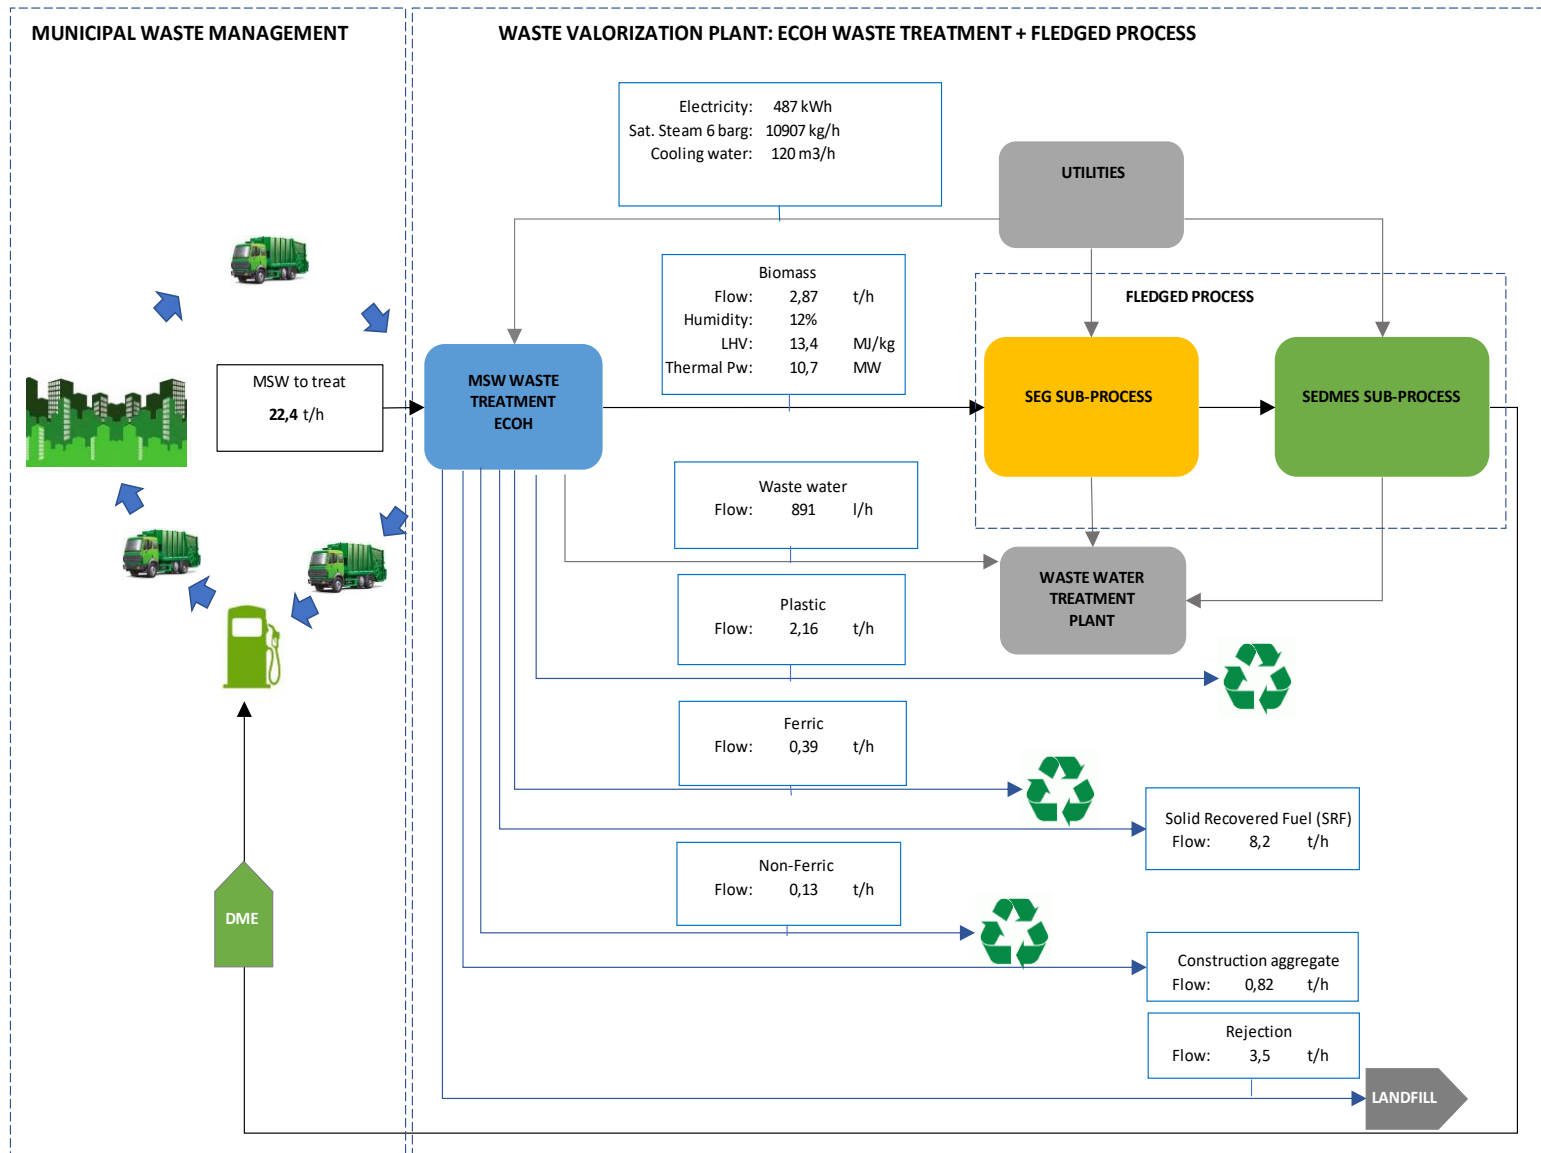 MUNICIPAL WASTE MANAGEMENT
WASTE VALORIZATION PLANT: ECOH WASTE TREATMENT + FLEDGED PROCESS
Electricity: 487 kWh
Sat. Steam 6 barg: 10907 kg/h
Cooling water: 120 m3/h
UTILITIES
Biomass
Flow: 2,87 t/h
Humidity: 12%
LHV: 13,4 MJ/kg
Thermal Pw: 10,7 MW
FLEDGED PROCESS
MSW to treat
22,4 t/h
MSW WASTE
TREATMENT
ECOH
SEG SUB-PROCESS
SEDMES SUB-PROCESS
Waste water
Flow: 891 l/h
WASTE WATER
TREATMENT
PLANT
Plastic
Flow: 2,16 t/h
Ferric
Flow: 0,39 t/h
Solid Recovered Fuel (SRF)
Flow: 8,2 t/h
Non-Ferric
Flow: 0,13 t/h
DME
Construction aggregate
Flow: 0,82 t/h
Rejection
Flow: 3,5 t/h
LANDFILL